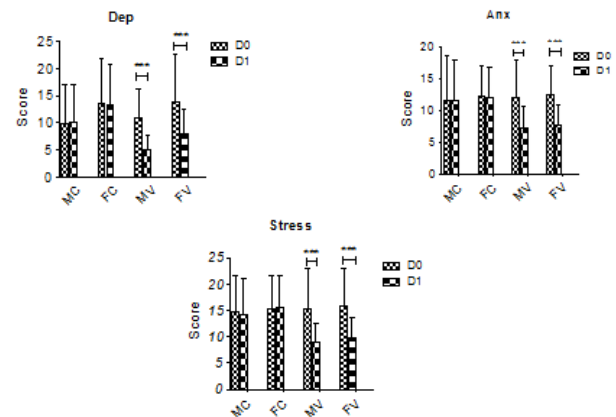 Dep
25
20
15
10
5
0
Score
*** ***
D0
D1
MC FC MV FV
Anx
20
15
10
5
0
Score
*** ***
D0
D1
MC FC MV FV
Stress
25
20
15
10
5
0
Score
*** ***
D0
D1
MC FC MV FV